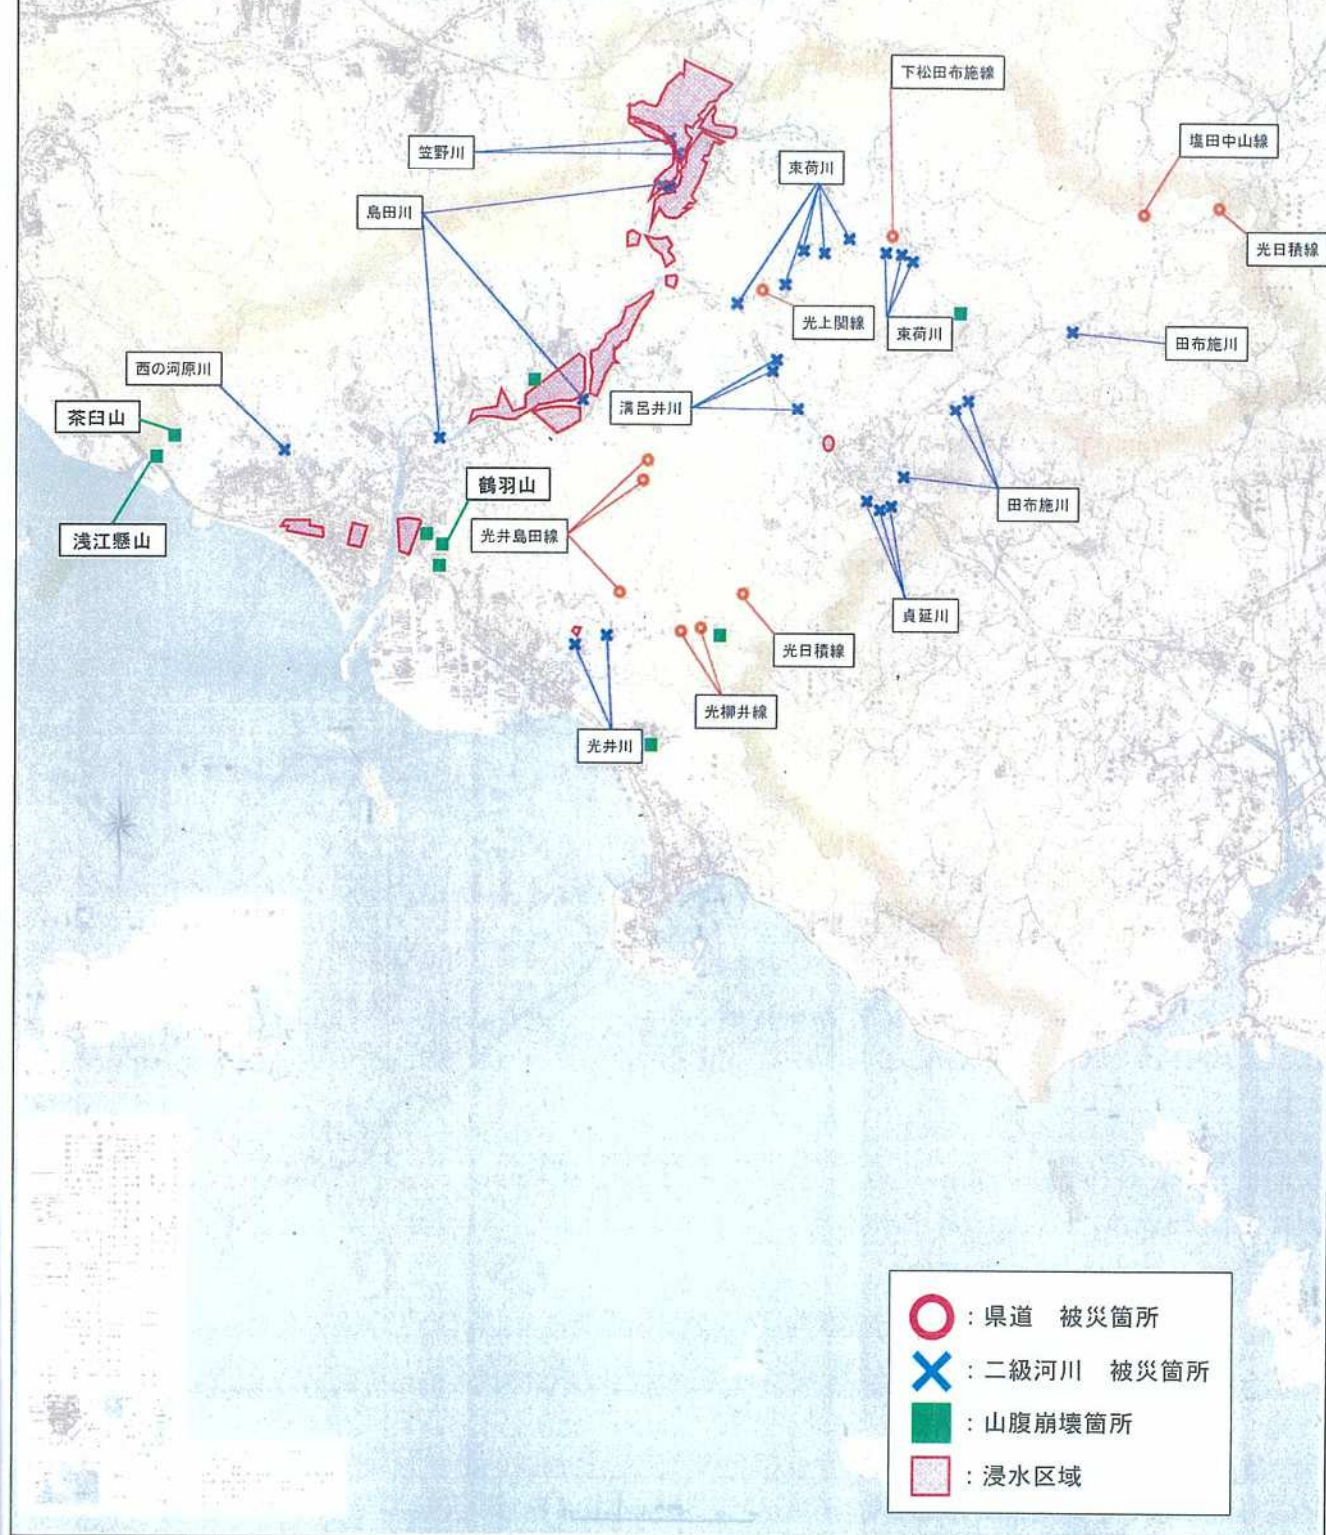 下松田布施線
塩田中山線
笠野川
束荷川
島田川
光日積線
光上関線
束荷川
田布施川
西の河原川
溝呂井川
茶臼山
鶴羽山
田布施川
浅江懸山
光井島田線
貞延川
光日積線
光柳井線
光井川
：県道　被災箇所
：二級河川　被災箇所
：山腹崩壊箇所
：浸水区域